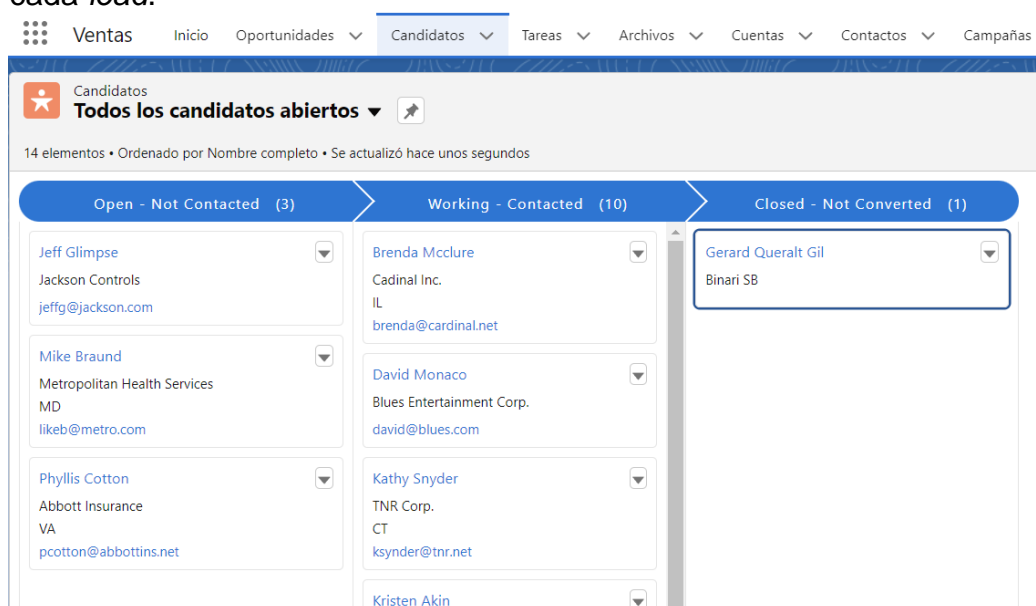 cada lead.
Ventas Inicio Oportunidades Candidatos Tareas Archivos Cuentas Contactos Campañas
Candidatos
Todos los candidatos abiertos
14 elementos • Ordenado por Nombre completo • Se actualizó hace unos segundos
Open - Not Contacted (3)
Working - Contacted (10)
Closed - Not Converted (1)
Jeff Glimpse
Jackson Controls
jeffg@jackson.com
Mike Braund
Metropolitan Health Services
MD
likeb@metro.com
Phyllis Cotton
Abbott Insurance
VA
pcotton@abbottins.net
Brenda Mcclure
Cadinal Inc.
IL
brenda@cardinal.net
David Monaco
Blues Entertainment Corp.
david@blues.com
Kathy Snyder
TNR Corp.
CT
ksynder@tnr.net
Kristen Akin
Gerard Queralt Gil
Binari SB